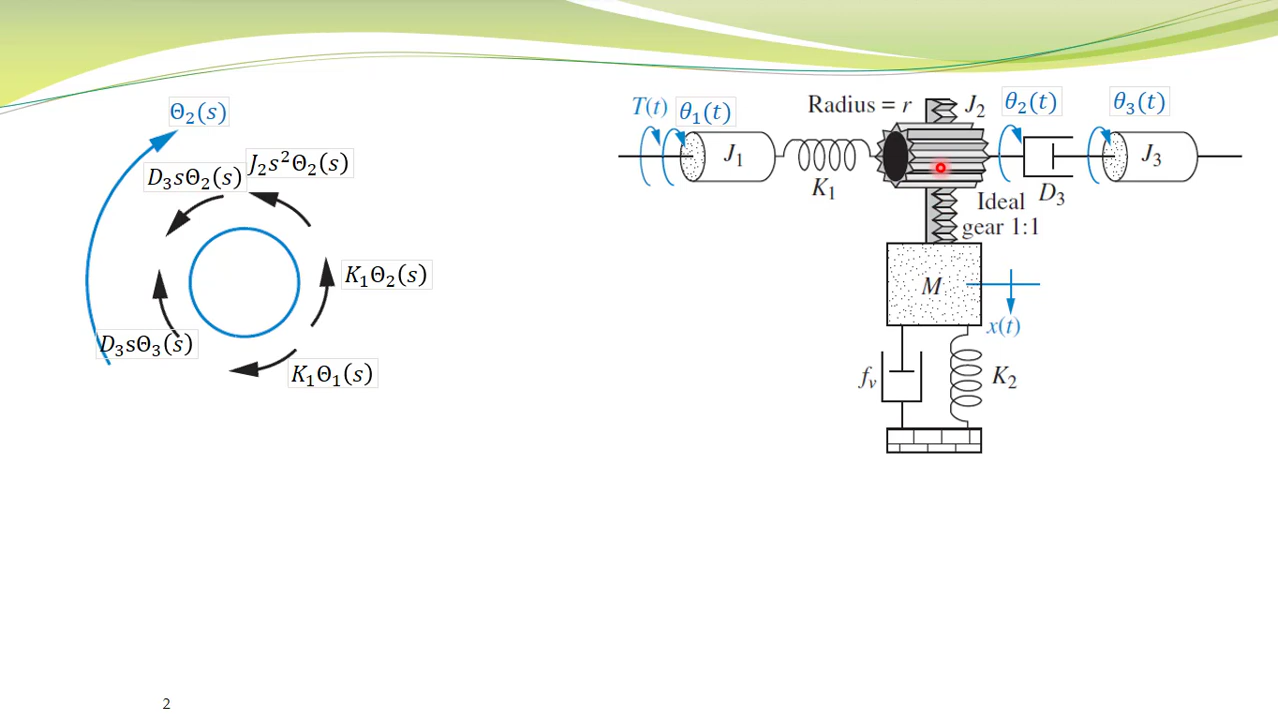 Θ₂(s)
D₃sΘ₂(s)
J₂s²Θ₂(s)
K₁Θ₂(s)
D₃sΘ₃(s)
K₁Θ₁(s)
T(t)
θ₁(t)
Radius = r
J₂
θ₂(t)
θ₃(t)
J₁
K₁
J₃
D₃
Ideal
gear 1:1
M
x(t)
fᵥ
K₂
2